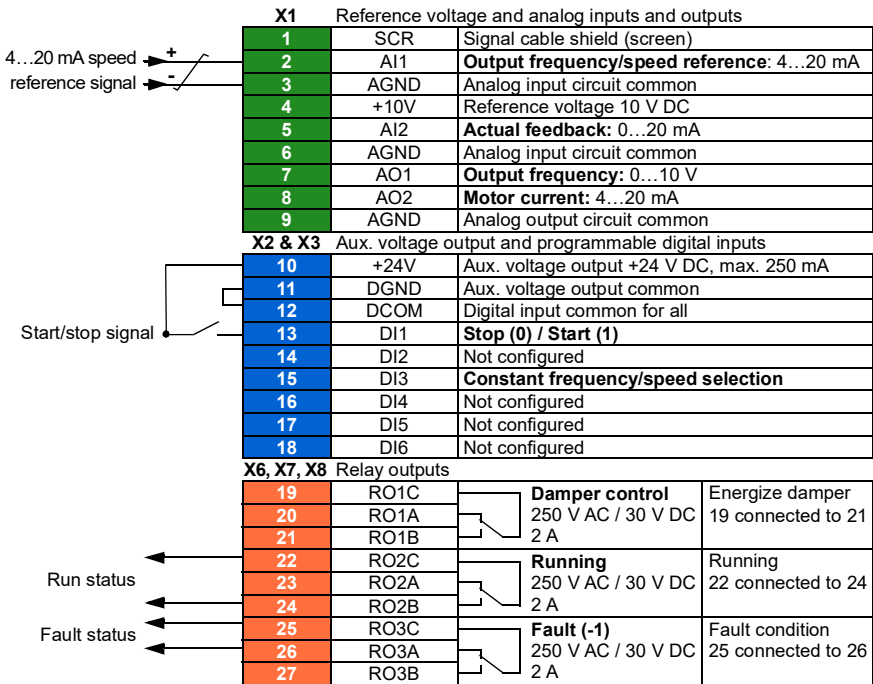 X1 Reference voltage and analog inputs and outputs
1 SCR Signal cable shield (screen)
4…20 mA speed + 2 AI1 Output frequency/speed reference: 4…20 mA
reference signal - 3 AGND Analog input circuit common
4 +10V Reference voltage 10 V DC
5 AI2 Actual feedback: 0…20 mA
6 AGND Analog input circuit common
7 AO1 Output frequency: 0…10 V
8 AO2 Motor current: 4…20 mA
9 AGND Analog output circuit common
X2 & X3 Aux. voltage output and programmable digital inputs
10 +24V Aux. voltage output +24 V DC, max. 250 mA
11 DGND Aux. voltage output common
12 DCOM Digital input common for all
Start/stop signal 13 DI1 Stop (0) / Start (1)
14 DI2 Not configured
15 DI3 Constant frequency/speed selection
16 DI4 Not configured
17 DI5 Not configured
18 DI6 Not configured
X6, X7, X8 Relay outputs
19 RO1C Damper control Energize damper
20 RO1A 250 V AC / 30 V DC 19 connected to 21
21 RO1B 2 A
22 RO2C Running Running
Run status 23 RO2A 250 V AC / 30 V DC 22 connected to 24
24 RO2B 2 A
Fault status 25 RO3C Fault (-1) Fault condition
26 RO3A 250 V AC / 30 V DC 25 connected to 26
27 RO3B 2 A